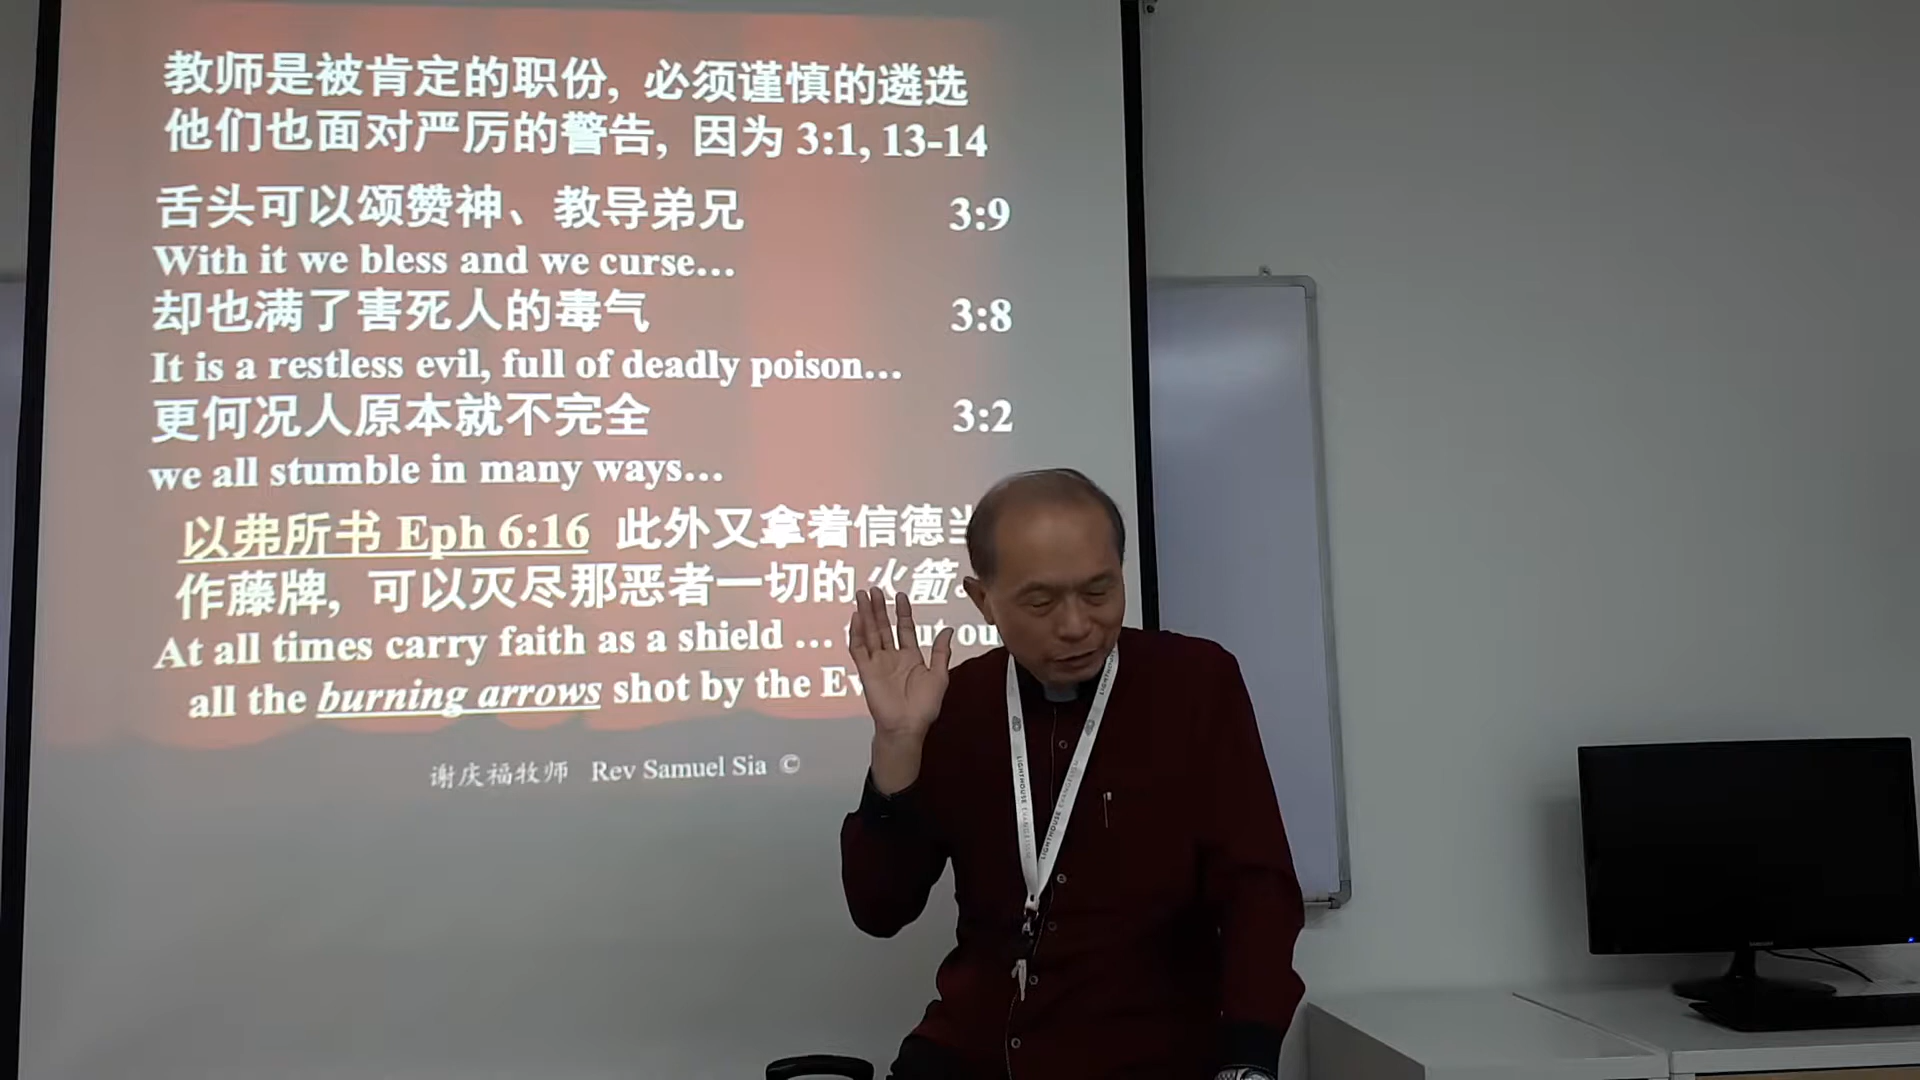 教师是被肯定的职份, 必须谨慎的遴选
他们也面对严厉的警告, 因为 3:1, 13-14
舌头可以颂赞神、教导弟兄 3:9
With it we bless and we curse...
却也满了害死人的毒气 3:8
It is a restless evil, full of deadly poison...
更何况人原本就不完全 3:2
we all stumble in many ways...
以弗所书 Eph 6:16 此外又拿着信德当
作藤牌, 可以灭尽那恶者一切的火箭.
At all times carry faith as a shield ... out
all the burning arrows shot by the
谢庆福牧师 Rev Samuel Sia ©
LIGHTHOUSE EVANGELISM
LIGHTHOUSE